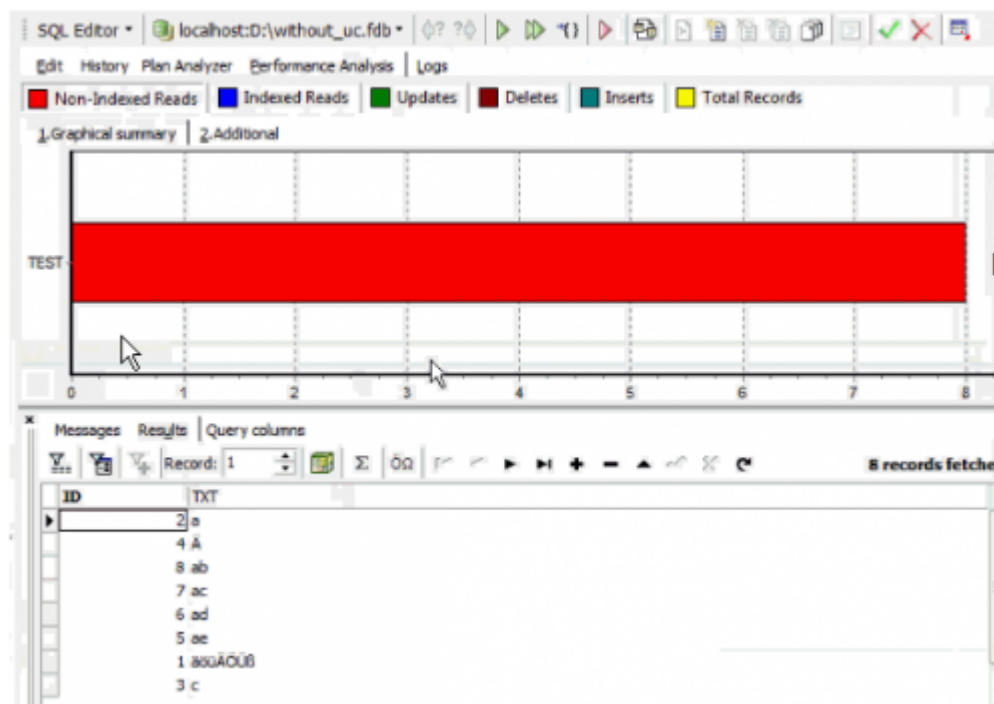 SQL Editor localhost:D:\without_uc.fdb
Edit History Plan Analyzer Performance Analysis Logs
Non-Indexed Reads Indexed Reads Updates Deletes Inserts Total Records
1.Graphical summary 2.Additional
TEST
0 1 2 3 4 5 6 7 8
Messages Results Query columns
Record: 1 Σ ÖΩ 8 records fetche
ID TXT
2 a
4 Ä
8 ab
7 ac
6 ad
5 ae
1 äöüÄÖÜß
3 c